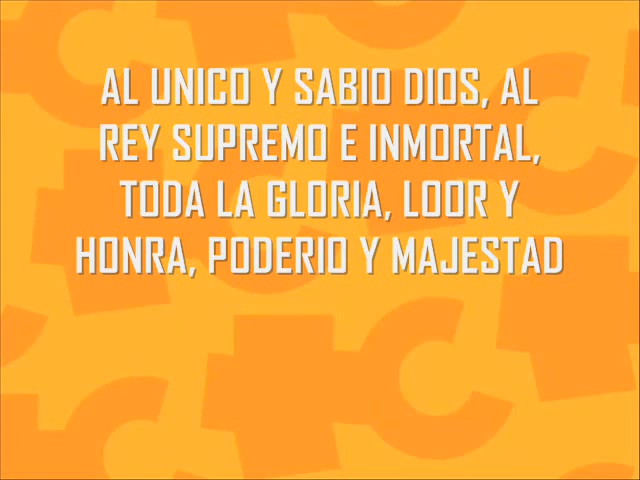 AL UNICO Y SABIO DIOS, AL
REY SUPREMO E INMORTAL,
TODA LA GLORIA, LOOR Y
HONRA, PODERIO Y MAJESTAD